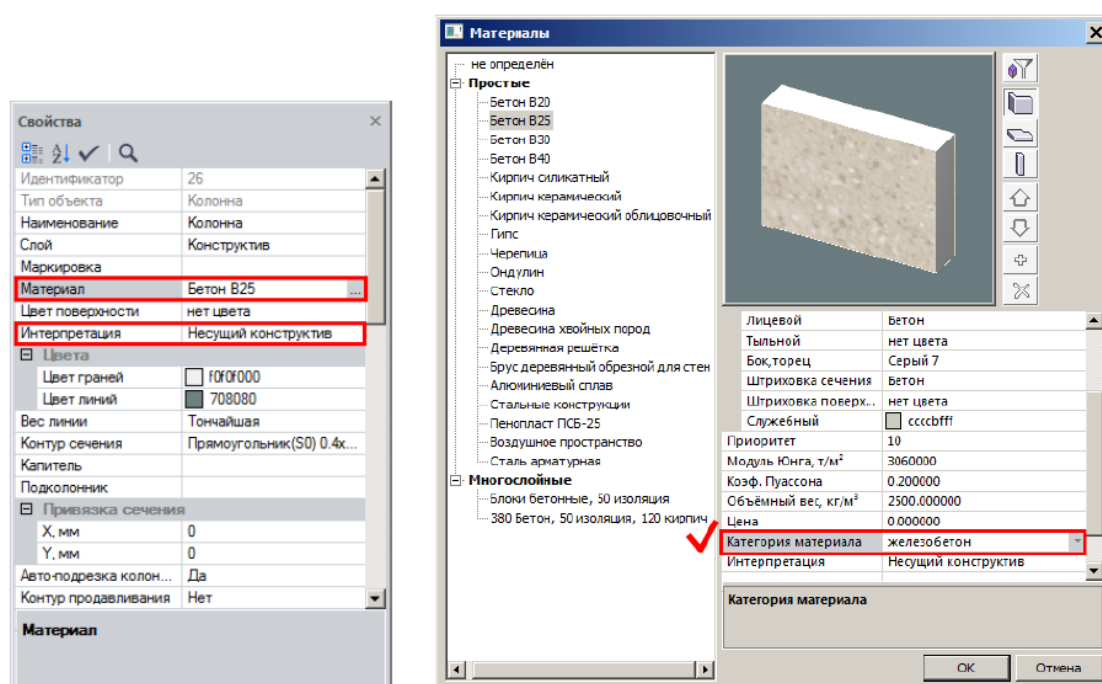 Свойства
Идентификатор 26
Тип объекта Колонна
Наименование Колонна
Слой Конструктив
Маркировка
Материал Бетон B25 ...
Цвет поверхности нет цвета
Интерпретация Несущий конструктив
Цвета
Цвет граней f0f0f000
Цвет линий 708080
Вес линии Тончайшая
Контур сечения Прямоугольник(S0) 0.4x...
Капитель
Подколонник
Привязка сечения
X, мм 0
Y, мм 0
Авто-подрезка колон... Да
Контур продавливания Нет
Материал
Материалы
не определён
Простые
Бетон B20
Бетон B25
Бетон B30
Бетон B40
Кирпич силикатный
Кирпич керамический
Кирпич керамический облицовочный
Гипс
Черепица
Ондулин
Стекло
Древесина
Древесина хвойных пород
Деревянная решётка
Брус деревянный обрезной для стен
Алюминиевый сплав
Стальные конструкции
Пенопласт ПСБ-25
Воздушное пространство
Сталь арматурная
Многослойные
Блоки бетонные, 50 изоляция
380 Бетон, 50 изоляция, 120 кирпич
Лицевой Бетон
Тыльной нет цвета
Бок,торец Серый 7
Штриховка сечения Бетон
Штриховка поверх... нет цвета
Служебный ccccbfff
Приоритет 10
Модуль Юнга, т/м² 3060000
Коэф. Пуассона 0.200000
Объёмный вес, кг/м³ 2500.000000
Цена 0.000000
Категория материала железобетон
Интерпретация Несущий конструктив
Категория материала
OK Отмена